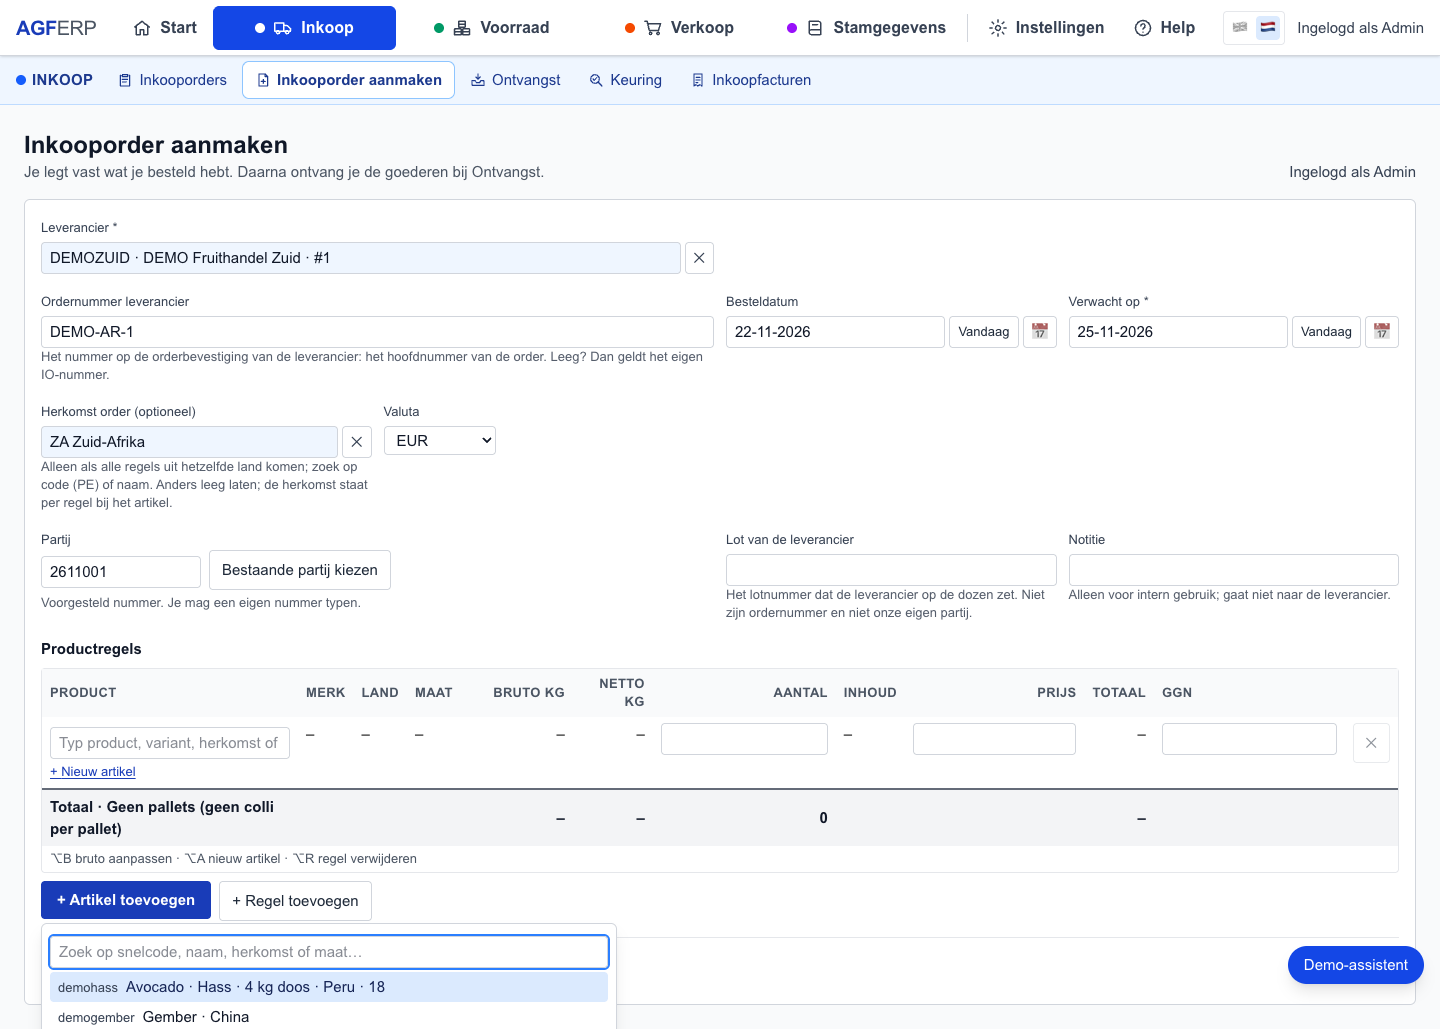 AGFERP
Start
Inkoop
Voorraad
Verkoop
Stamgegevens
Instellingen
Help
Ingelogd als Admin
INKOOP
Inkooporders
Inkooporder aanmaken
Ontvangst
Keuring
Inkoopfacturen
Inkooporder aanmaken
Je legt vast wat je besteld hebt. Daarna ontvang je de goederen bij Ontvangst.
Ingelogd als Admin
Leverancier *
DEMOZUID · DEMO Fruithandel Zuid · #1
Ordernummer leverancier
Besteldatum
Verwacht op *
DEMO-AR-1
22-11-2026
Vandaag
25-11-2026
Vandaag
Het nummer op de orderbevestiging van de leverancier: het hoofdnummer van de order. Leeg? Dan geldt het eigen
IO-nummer.
Herkomst order (optioneel)
Valuta
ZA Zuid-Afrika
EUR
Alleen als alle regels uit hetzelfde land komen; zoek op
code (PE) of naam. Anders leeg laten; de herkomst staat
per regel bij het artikel.
Partij
Lot van de leverancier
Notitie
2611001
Bestaande partij kiezen
Voorgesteld nummer. Je mag een eigen nummer typen.
Het lotnummer dat de leverancier op de dozen zet. Niet
zijn ordernummer en niet onze eigen partij.
Alleen voor intern gebruik; gaat niet naar de leverancier.
Productregels
PRODUCT
MERK
LAND
MAAT
BRUTO KG
NETTO
KG
AANTAL
INHOUD
PRIJS
TOTAAL
GGN
Typ product, variant, herkomst of
–
–
–
–
–
–
–
+ Nieuw artikel
Totaal · Geen pallets (geen colli
per pallet)
–
–
0
–
⌥B bruto aanpassen · ⌥A nieuw artikel · ⌥R regel verwijderen
+ Artikel toevoegen
+ Regel toevoegen
Zoek op snelcode, naam, herkomst of maat…
demohass Avocado · Hass · 4 kg doos · Peru · 18
demogember Gember · China
Demo-assistent